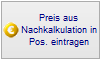 Preis aus
Nachkalkulation in
Pos. eintragen